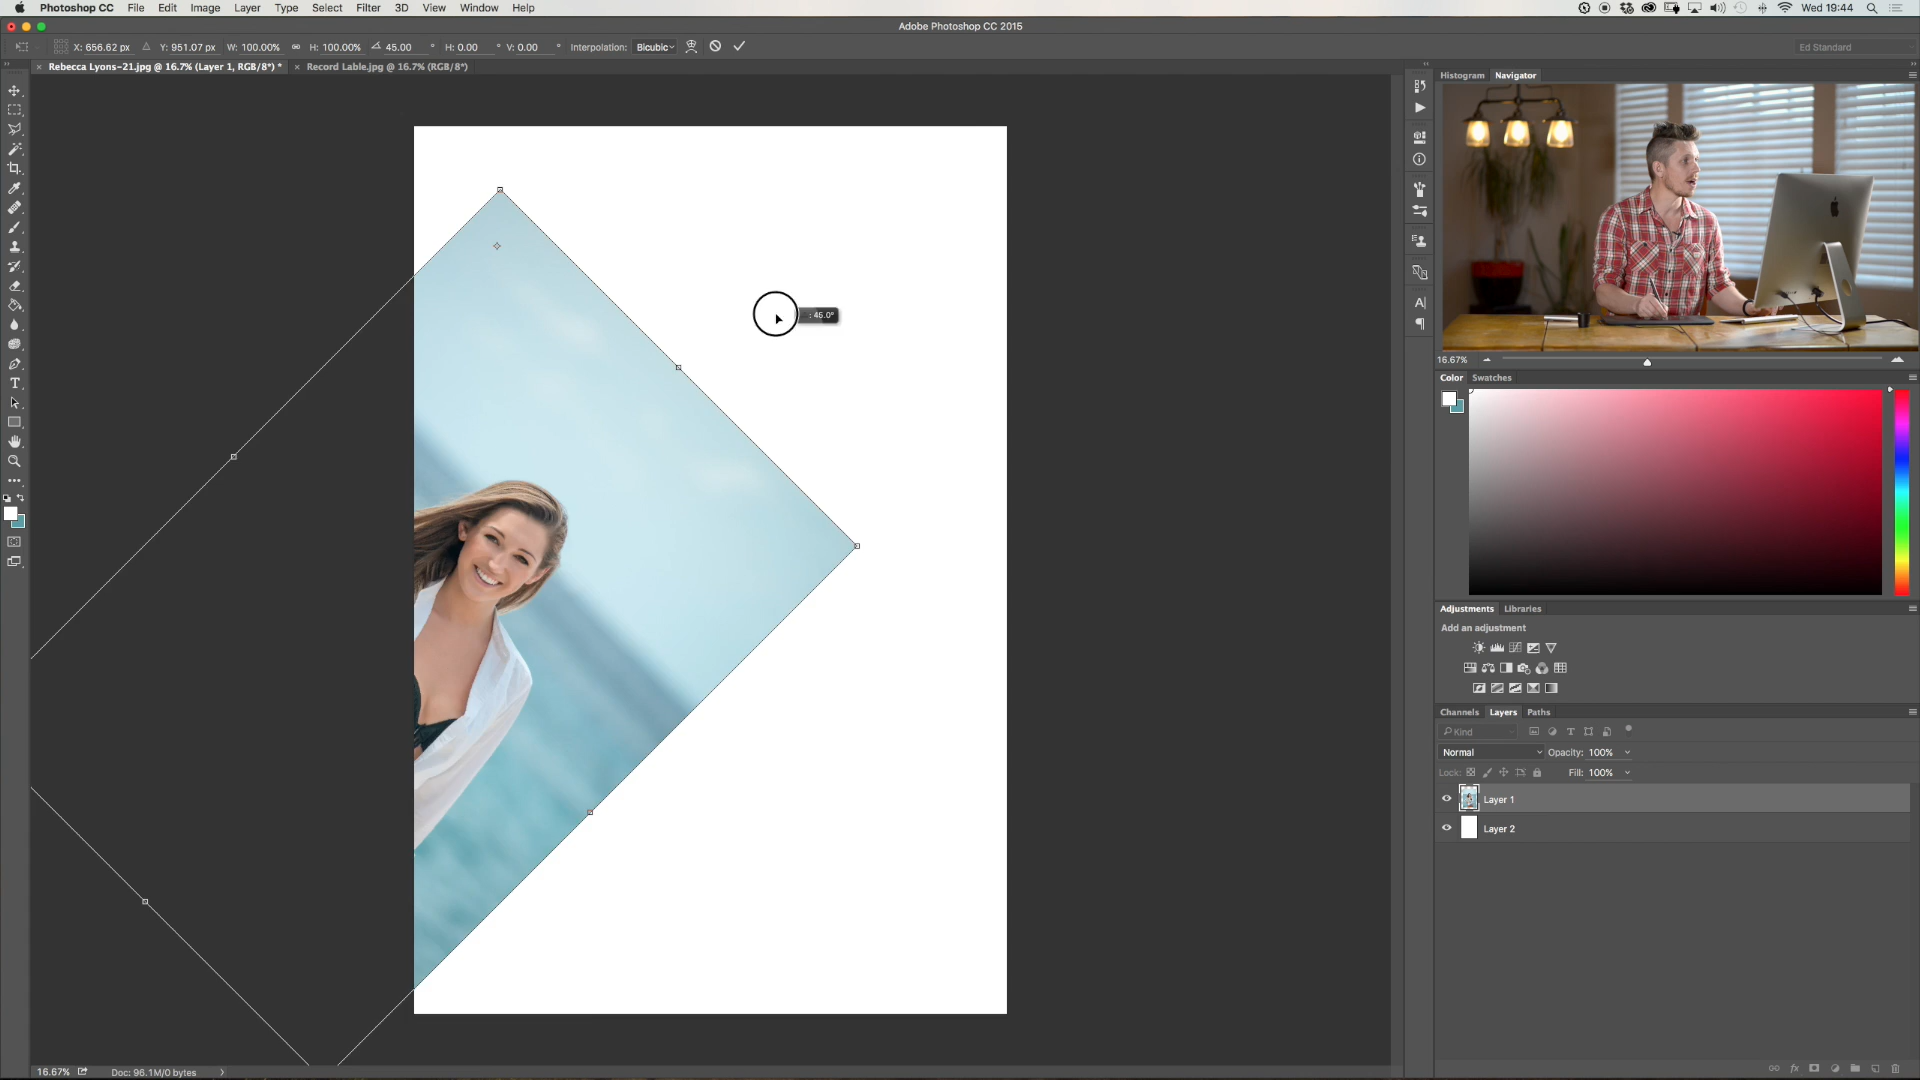 Photoshop CC File Edit Image Layer Type Select Filter 3D View Window Help Wed 19:44
Adobe Photoshop CC 2015
X: 656.62 px Y: 951.07 px W: 100.00% H: 100.00% 45.00 ° H: 0.00 ° V: 0.00 ° Interpolation: Bicubic Ed Standard
× Rebecca Lyons-21.jpg @ 16.7% (Layer 1, RGB/8*) * × Record Lable.jpg @ 16.7% (RGB/8*)
Histogram Navigator
: 45.0°
16.67%
Color Swatches
Adjustments Libraries
Add an adjustment
Channels Layers Paths
Kind
Normal Opacity: 100%
Lock: Fill: 100%
Layer 1
Layer 2
16.67% Doc: 96.1M/0 bytes